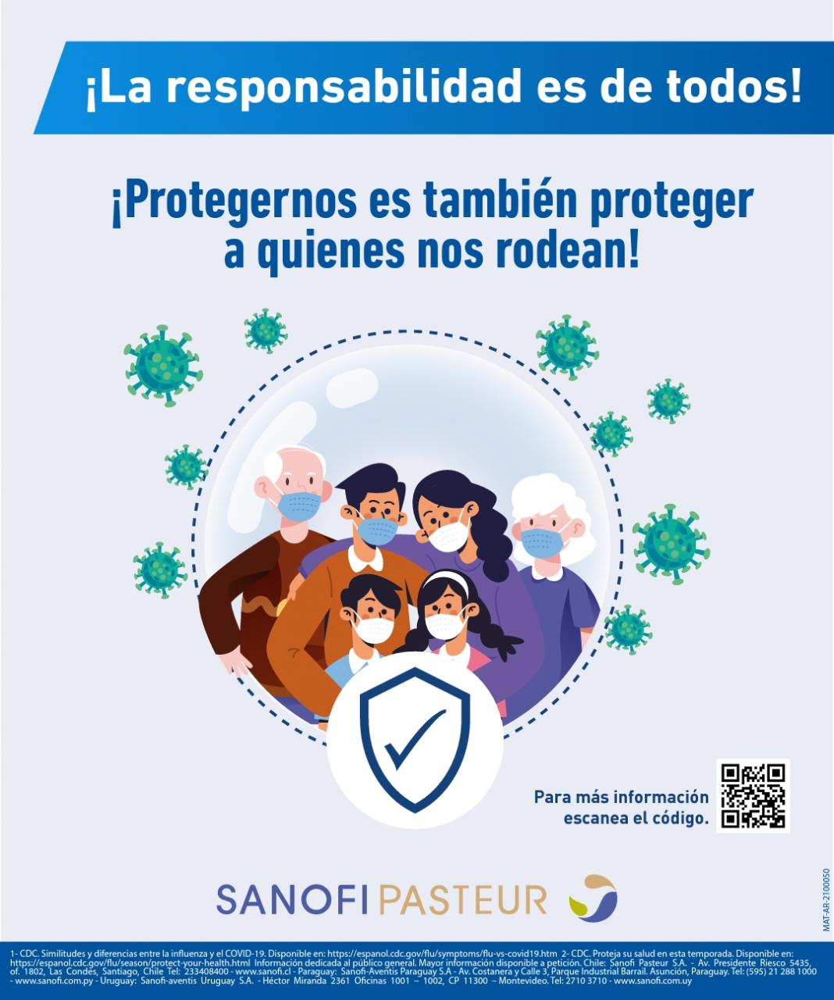 ¡La responsabilidad es de todos!
¡Protegernos es también proteger
a quienes nos rodean!
Para más información
escanea el código.
SANOFI PASTEUR
MAT-AR-2100050
1- CDC. Similitudes y diferencias entre la influenza y el COVID-19. Disponible en: https://espanol.cdc.gov/flu/symptoms/flu-vs-covid19.htm 2- CDC. Proteja su salud en esta temporada. Disponible en:
https://espanol.cdc.gov/flu/season/protect-your-health.html Información dedicada al público general. Mayor información disponible a petición. Chile: Sanofi Pasteur S.A. - Av. Presidente Riesco 5435,
of. 1802, Las Condes, Santiago, Chile Tel: 233408400 - www.sanofi.cl - Paraguay: Sanofi-Aventis Paraguay S.A - Av. Costanera y Calle 3, Parque Industrial Barrail. Asunción, Paraguay. Tel: (595) 21 288 1000
- www.sanofi.com.py - Uruguay: Sanofi-aventis Uruguay S.A. - Héctor Miranda 2361 Oficinas 1001 – 1002, CP 11300 – Montevideo. Tel: 2710 3710 - www.sanofi.com.uy